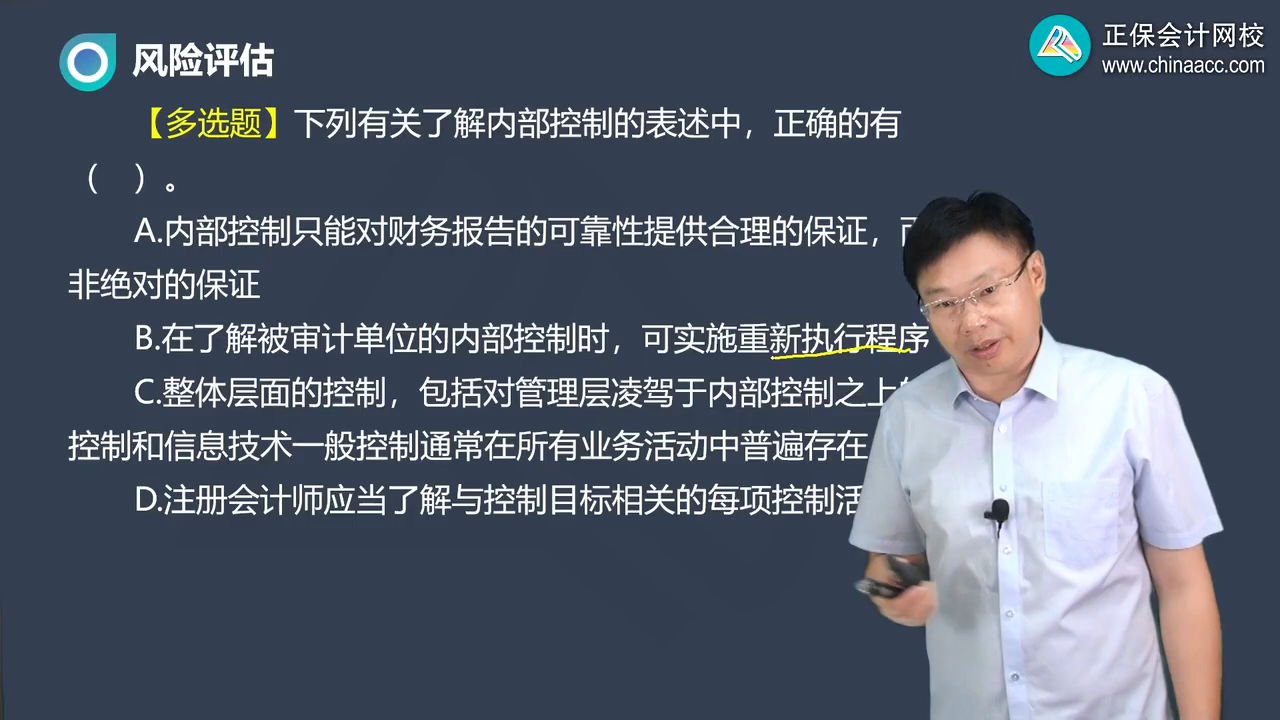 风险评估
正保会计网校
www.chinaacc.com
【多选题】下列有关了解内部控制的表述中，正确的有
（ ）。
A.内部控制只能对财务报告的可靠性提供合理的保证，
非绝对的保证
B.在了解被审计单位的内部控制时，可实施重新执行程序
C.整体层面的控制，包括对管理层凌驾于内部控制之上
控制和信息技术一般控制通常在所有业务活动中普遍存在
D.注册会计师应当了解与控制目标相关的每项控制活